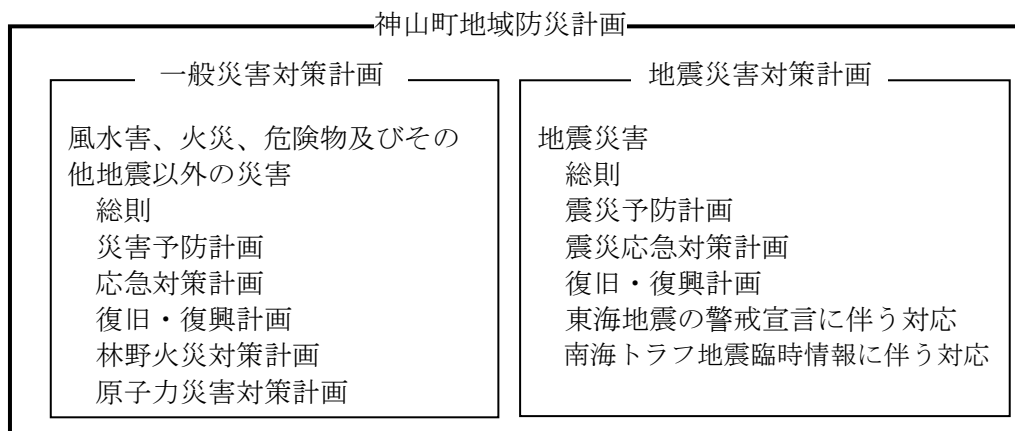 神山町地域防災計画
一般災害対策計画
風水害、火災、危険物及びその
他地震以外の災害
総則
災害予防計画
応急対策計画
復旧・復興計画
林野火災対策計画
原子力災害対策計画
地震災害対策計画
地震災害
総則
震災予防計画
震災応急対策計画
復旧・復興計画
東海地震の警戒宣言に伴う対応
南海トラフ地震臨時情報に伴う対応